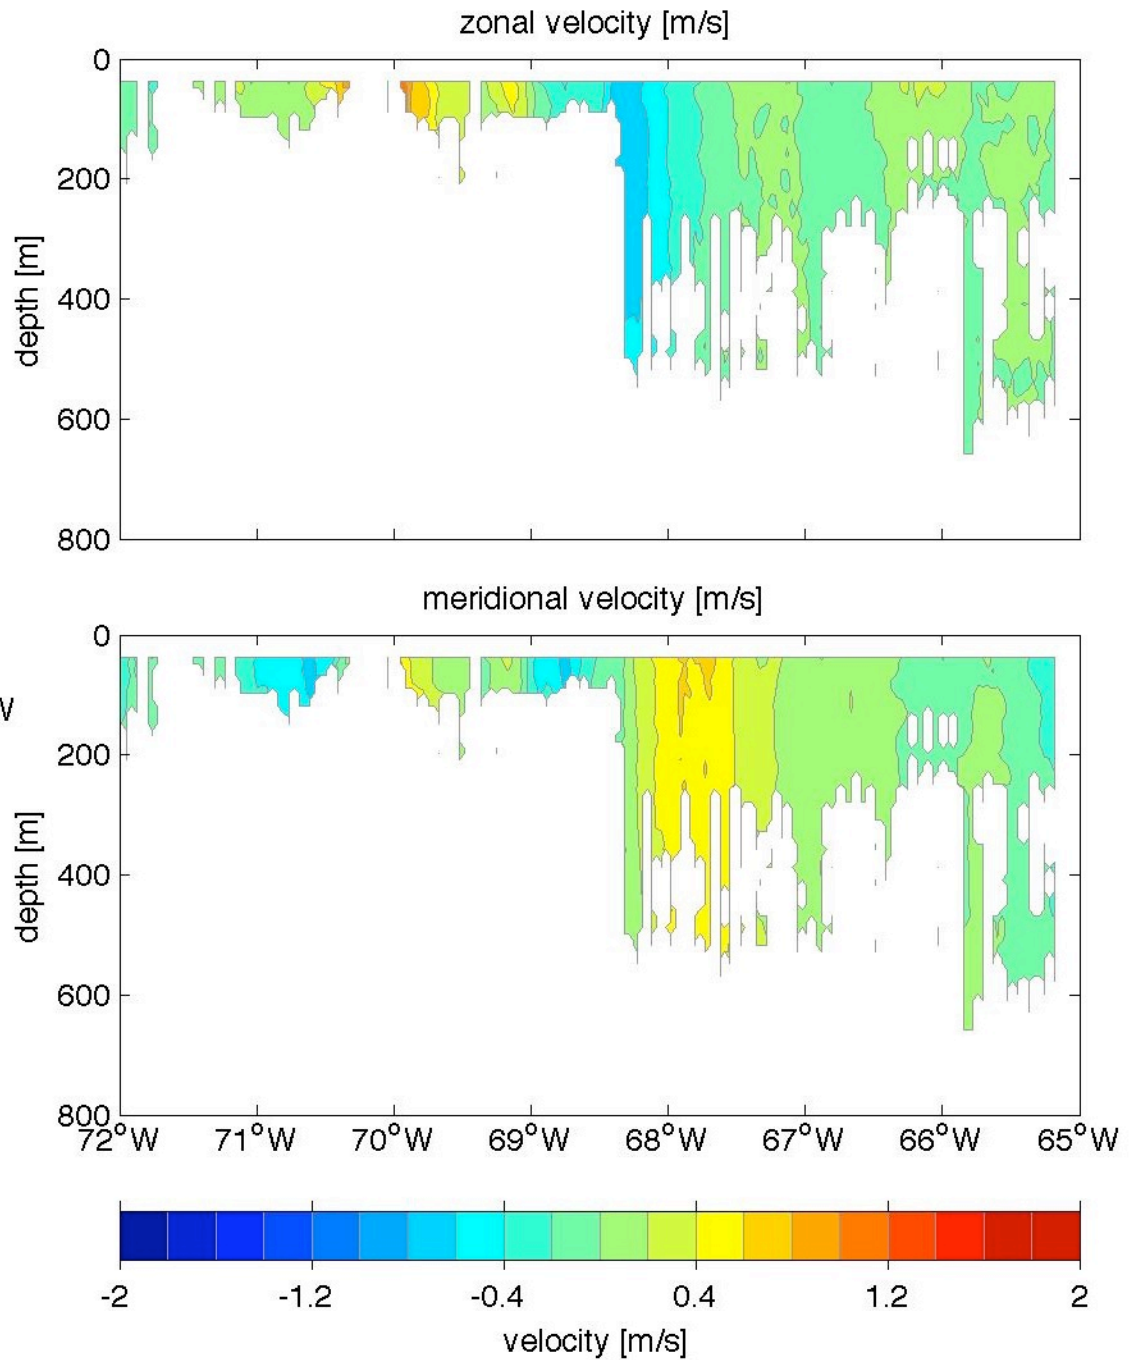 zonal velocity [m/s]
0
200
400
600
800
depth [m]
meridional velocity [m/s]
0
200
400
600
800
depth [m]
W
72°W 71°W 70°W 69°W 68°W 67°W 66°W 65°W
-2 -1.2 -0.4 0.4 1.2 2
velocity [m/s]